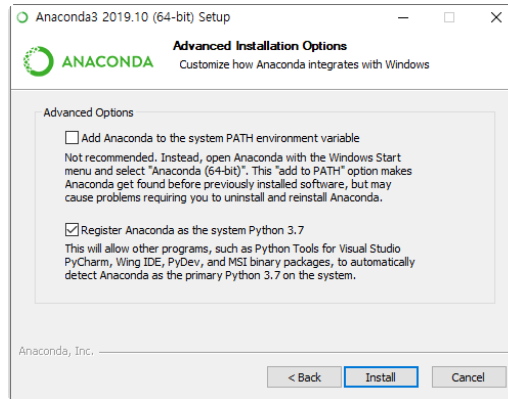 Anaconda3 2019.10 (64-bit) Setup
ANACONDA
Advanced Installation Options
Customize how Anaconda integrates with Windows
Advanced Options
Add Anaconda to the system PATH environment variable
Not recommended. Instead, open Anaconda with the Windows Start
menu and select "Anaconda (64-bit)". This "add to PATH" option makes
Anaconda get found before previously installed software, but may
cause problems requiring you to uninstall and reinstall Anaconda.
Register Anaconda as the system Python 3.7
This will allow other programs, such as Python Tools for Visual Studio
PyCharm, Wing IDE, PyDev, and MSI binary packages, to automatically
detect Anaconda as the primary Python 3.7 on the system.
Anaconda, Inc.
< Back
Install
Cancel